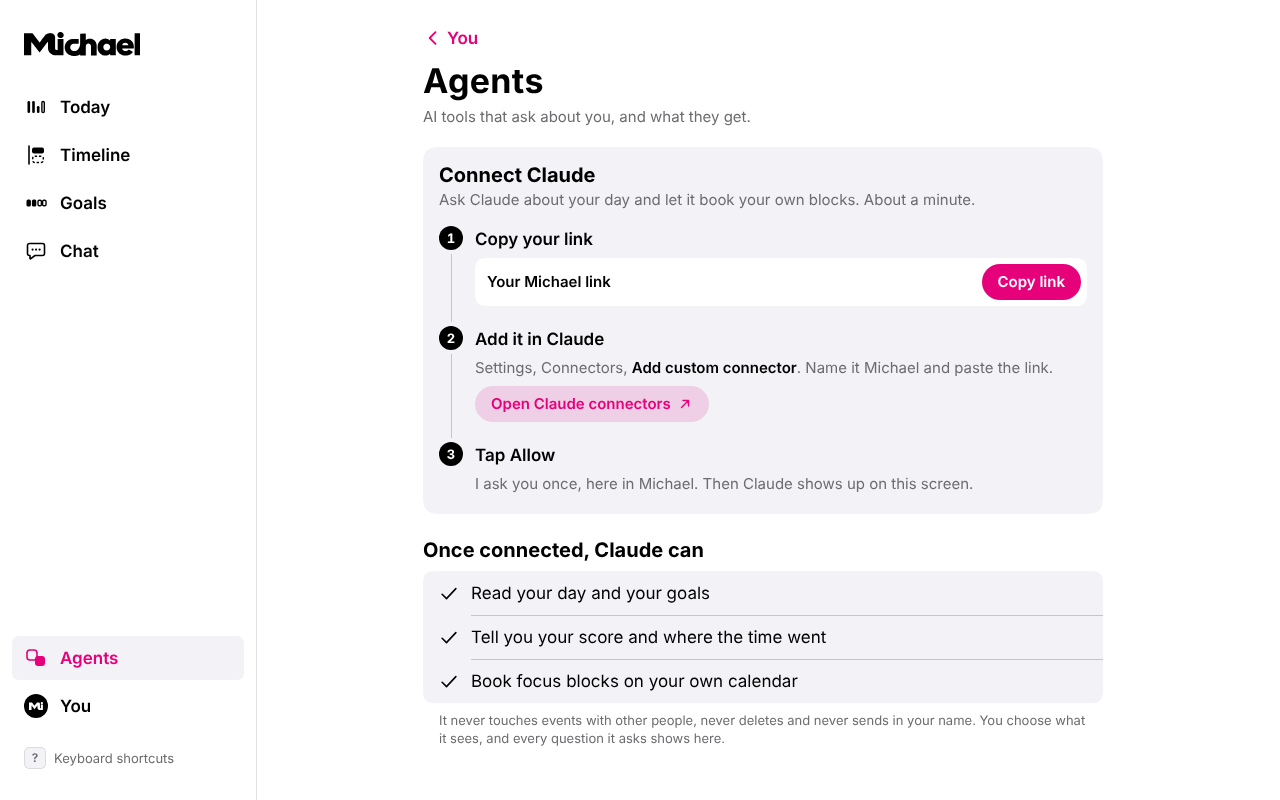 Michael
Today
Timeline
Goals
Chat
Agents
Mi
You
? Keyboard shortcuts
You
Agents
AI tools that ask about you, and what they get.
Connect Claude
Ask Claude about your day and let it book your own blocks. About a minute.
1 Copy your link
Your Michael link
Copy link
2 Add it in Claude
Settings, Connectors, Add custom connector. Name it Michael and paste the link.
Open Claude connectors
3 Tap Allow
I ask you once, here in Michael. Then Claude shows up on this screen.
Once connected, Claude can
Read your day and your goals
Tell you your score and where the time went
Book focus blocks on your own calendar
It never touches events with other people, never deletes and never sends in your name. You choose what
it sees, and every question it asks shows here.